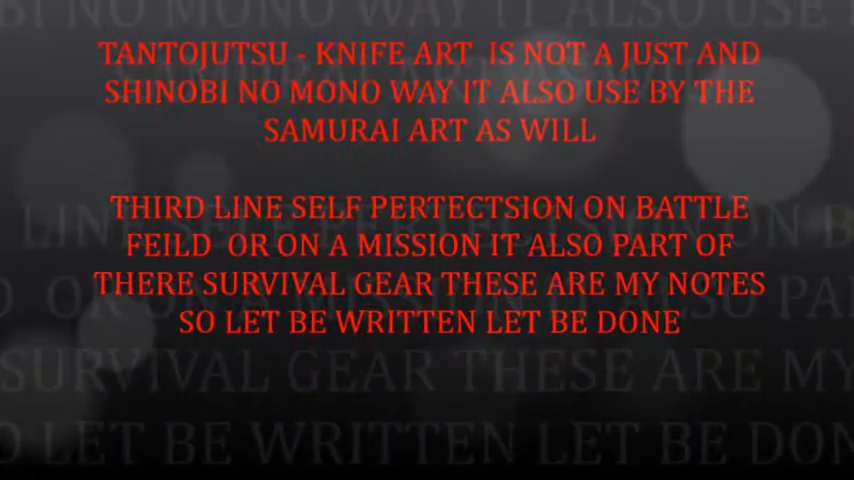 TANTOJUTSU - KNIFE ART IS NOT A JUST AND
SHINOBI NO MONO WAY IT ALSO USE BY THE
SAMURAI ART AS WILL
THIRD LINE SELF PERTECTSION ON BATTLE
FEILD OR ON A MISSION IT ALSO PART OF
THERE SURVIVAL GEAR THESE ARE MY NOTES
SO LET BE WRITTEN LET BE DONE